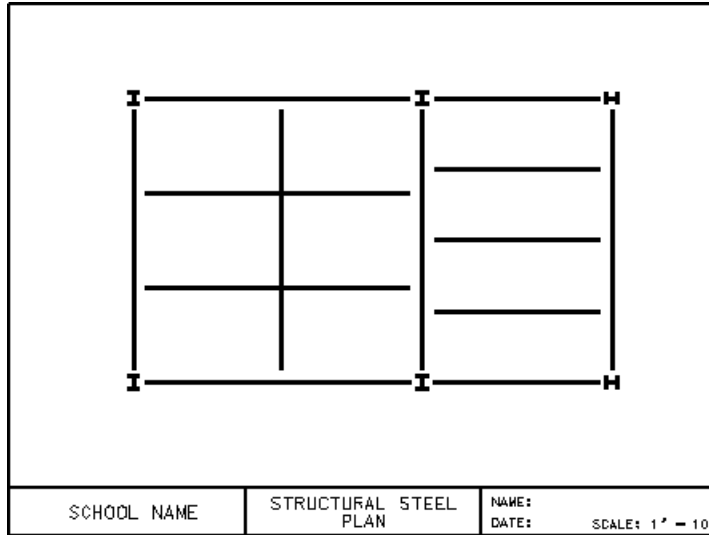 SCHOOL NAME
STRUCTURAL STEEL
PLAN
NAME:
DATE:
SCALE: 1' - 10